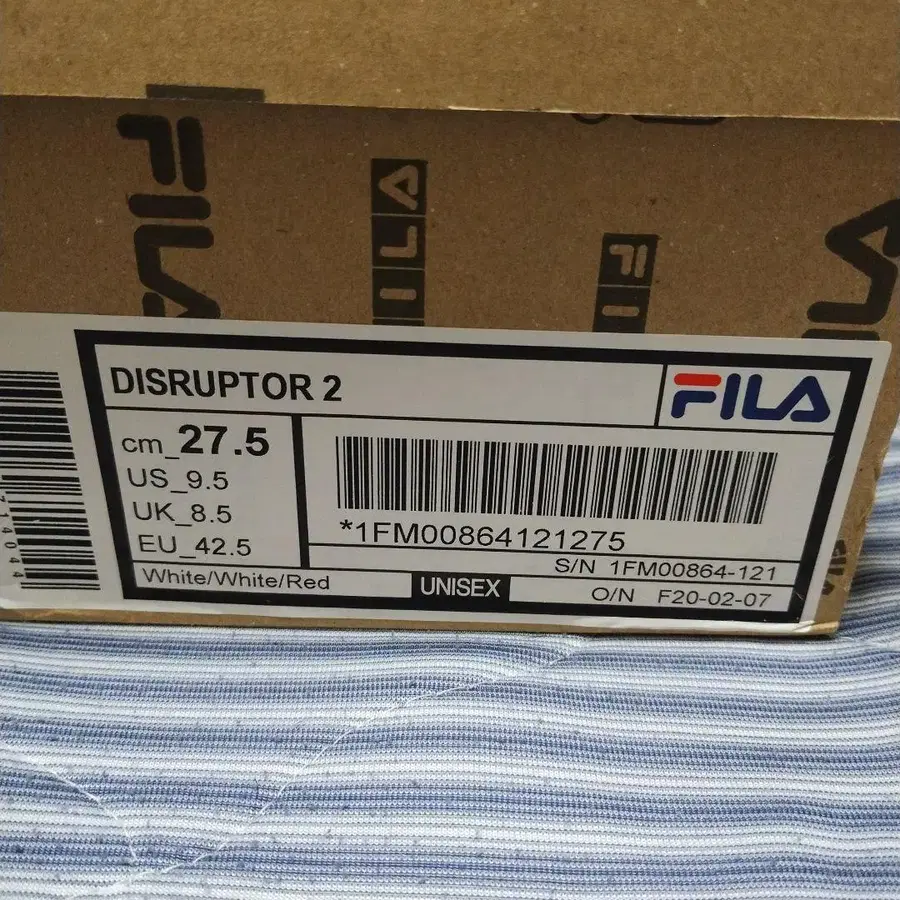 FILA
FILA
FILA
DISRUPTOR 2
FILA
cm_27.5
US_9.5
UK_8.5
EU_42.5
*1FM00864121275
S/N 1FM00864-121
White/White/Red
UNISEX
O/N F20-02-07
FILA